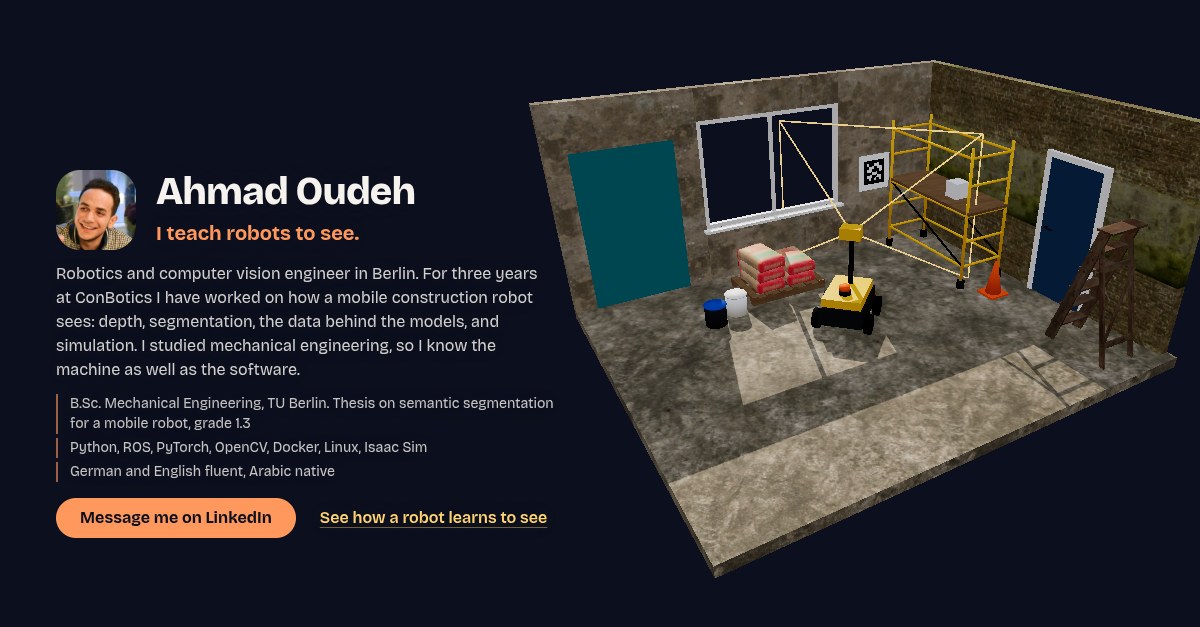 Ahmad Oudeh
I teach robots to see.
Robotics and computer vision engineer in Berlin. For three years
at ConBotics I have worked on how a mobile construction robot
sees: depth, segmentation, the data behind the models, and
simulation. I studied mechanical engineering, so I know the
machine as well as the software.
B.Sc. Mechanical Engineering, TU Berlin. Thesis on semantic segmentation
for a mobile robot, grade 1.3
Python, ROS, PyTorch, OpenCV, Docker, Linux, Isaac Sim
German and English fluent, Arabic native
Message me on LinkedIn
See how a robot learns to see